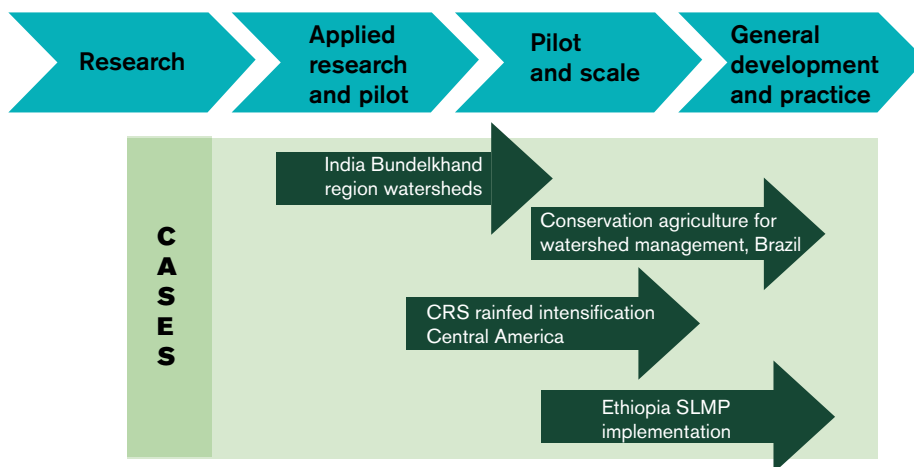 Research
Applied
research
and pilot
Pilot
and scale
General
development
and practice
CASES
India Bundelkhand
region watersheds
Conservation agriculture for
watershed management, Brazil
CRS rainfed intensification
Central America
Ethiopia SLMP
implementation